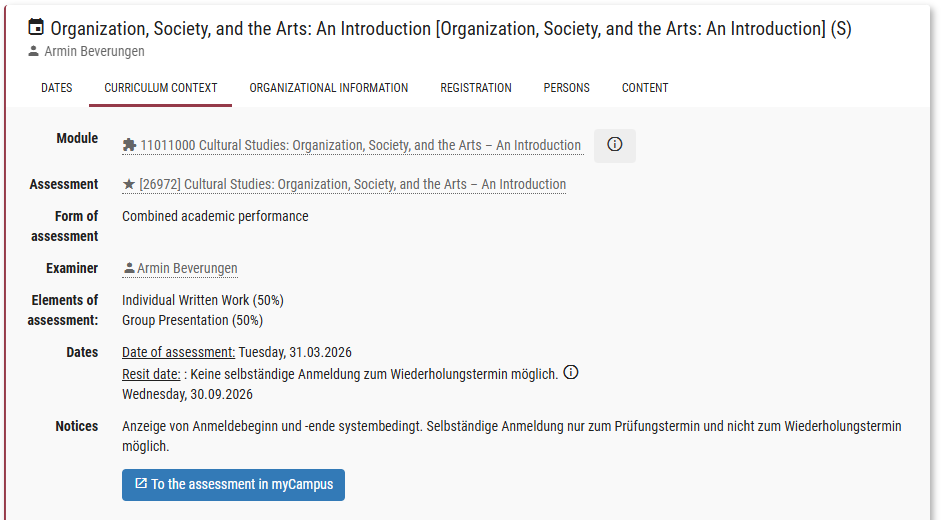 Organization, Society, and the Arts: An Introduction [Organization, Society, and the Arts: An Introduction] (S)
Armin Beverungen
DATES CURRICULUM CONTEXT ORGANIZATIONAL INFORMATION REGISTRATION PERSONS CONTENT
Module 11011000 Cultural Studies: Organization, Society, and the Arts – An Introduction
Assessment [26972] Cultural Studies: Organization, Society, and the Arts – An Introduction
Form of assessment Combined academic performance
Examiner Armin Beverungen
Elements of assessment: Individual Written Work (50%)
Group Presentation (50%)
Dates Date of assessment: Tuesday, 31.03.2026
Resit date: : Keine selbständige Anmeldung zum Wiederholungstermin möglich.
Wednesday, 30.09.2026
Notices Anzeige von Anmeldebeginn und -ende systembedingt. Selbständige Anmeldung nur zum Prüfungstermin und nicht zum Wiederholungstermin
möglich.
To the assessment in myCampus